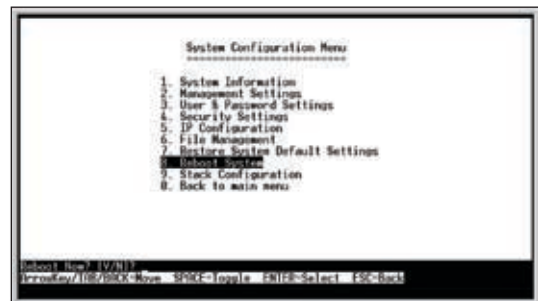 System Configuration Menu
========================
1. System Information
2. Management Settings
3. User & Password Settings
4. Security Settings
5. IP Configuration
6. File Management
7. Restore System Default Settings
8. Reboot System
9. Stack Configuration
0. Back to main menu
Reboot Now? [Y/N]?
ArrowKey/TAB/BACK-Move SPACE-Toggle ENTER-Select ESC-Back